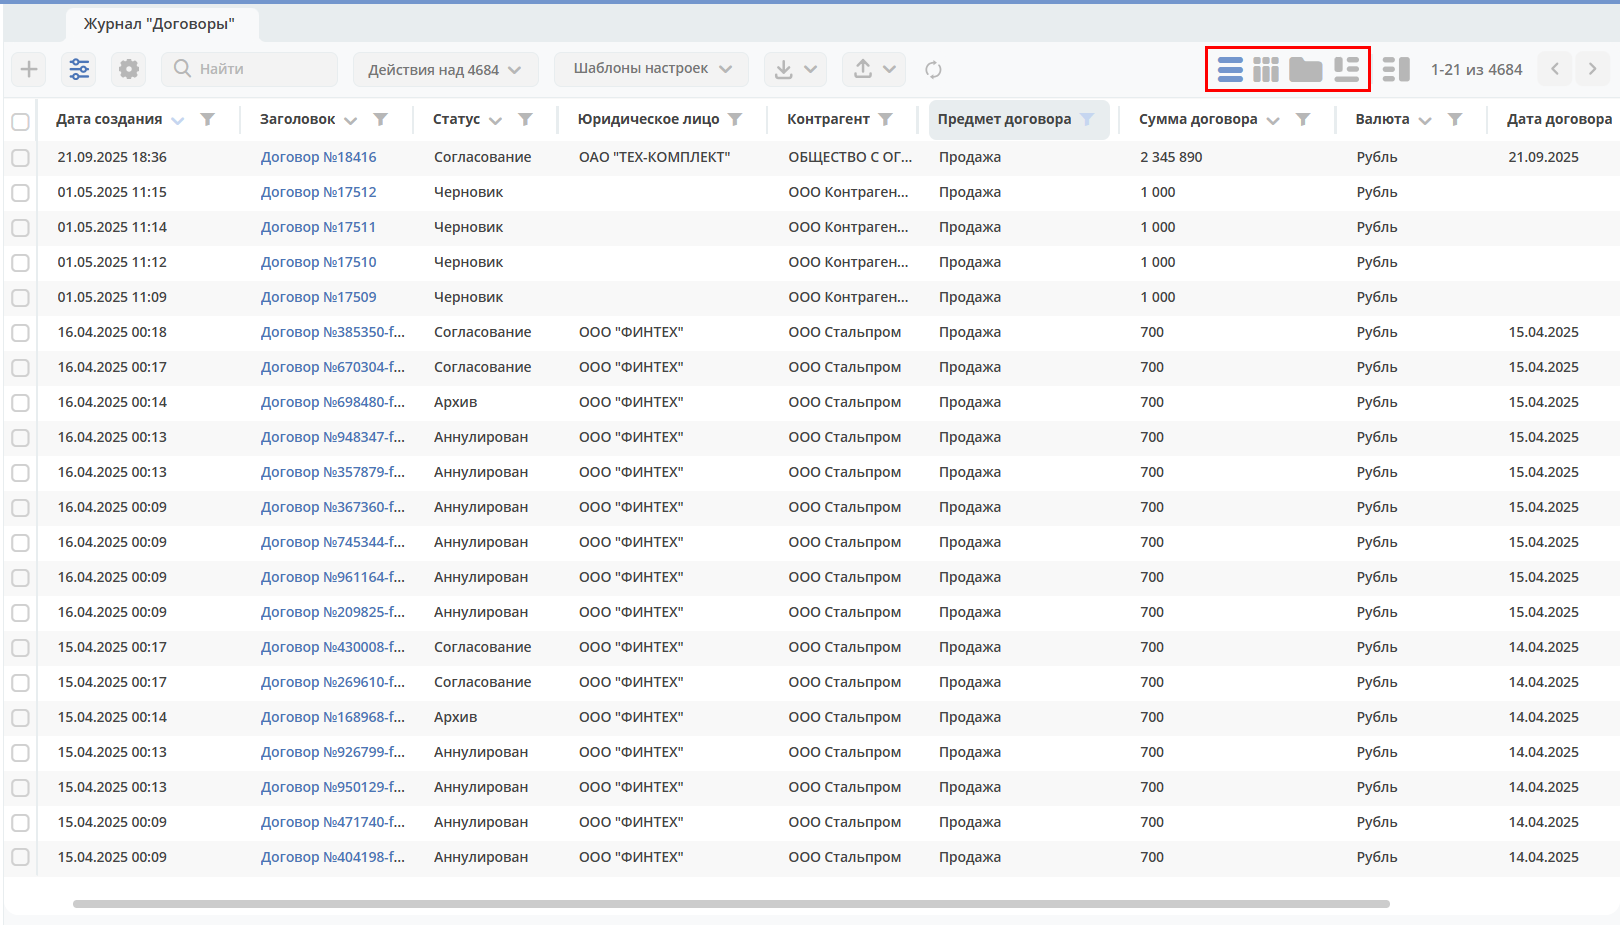 Журнал "Договоры"
Найти
Действия над 4684
Шаблоны настроек
1-21 из 4684
Дата создания Заголовок Статус Юридическое лицо Контрагент Предмет договора Сумма договора Валюта Дата договора
21.09.2025 18:36 Договор №18416 Согласование ОАО "ТЕХ-КОМПЛЕКТ" ОБЩЕСТВО С ОГ... Продажа 2 345 890 Рубль 21.09.2025
01.05.2025 11:15 Договор №17512 Черновик ООО Контраген... Продажа 1 000 Рубль
01.05.2025 11:14 Договор №17511 Черновик ООО Контраген... Продажа 1 000 Рубль
01.05.2025 11:12 Договор №17510 Черновик ООО Контраген... Продажа 1 000 Рубль
01.05.2025 11:09 Договор №17509 Черновик ООО Контраген... Продажа 1 000 Рубль
16.04.2025 00:18 Договор №385350-f... Согласование ООО "ФИНТЕХ" ООО Стальпром Продажа 700 Рубль 15.04.2025
16.04.2025 00:17 Договор №670304-f... Согласование ООО "ФИНТЕХ" ООО Стальпром Продажа 700 Рубль 15.04.2025
16.04.2025 00:14 Договор №698480-f... Архив ООО "ФИНТЕХ" ООО Стальпром Продажа 700 Рубль 15.04.2025
16.04.2025 00:13 Договор №948347-f... Аннулирован ООО "ФИНТЕХ" ООО Стальпром Продажа 700 Рубль 15.04.2025
16.04.2025 00:13 Договор №357879-f... Аннулирован ООО "ФИНТЕХ" ООО Стальпром Продажа 700 Рубль 15.04.2025
16.04.2025 00:09 Договор №367360-f... Аннулирован ООО "ФИНТЕХ" ООО Стальпром Продажа 700 Рубль 15.04.2025
16.04.2025 00:09 Договор №745344-f... Аннулирован ООО "ФИНТЕХ" ООО Стальпром Продажа 700 Рубль 15.04.2025
16.04.2025 00:09 Договор №961164-f... Аннулирован ООО "ФИНТЕХ" ООО Стальпром Продажа 700 Рубль 15.04.2025
16.04.2025 00:09 Договор №209825-f... Аннулирован ООО "ФИНТЕХ" ООО Стальпром Продажа 700 Рубль 15.04.2025
15.04.2025 00:17 Договор №430008-f... Согласование ООО "ФИНТЕХ" ООО Стальпром Продажа 700 Рубль 14.04.2025
15.04.2025 00:17 Договор №269610-f... Согласование ООО "ФИНТЕХ" ООО Стальпром Продажа 700 Рубль 14.04.2025
15.04.2025 00:14 Договор №168968-f... Архив ООО "ФИНТЕХ" ООО Стальпром Продажа 700 Рубль 14.04.2025
15.04.2025 00:13 Договор №926799-f... Аннулирован ООО "ФИНТЕХ" ООО Стальпром Продажа 700 Рубль 14.04.2025
15.04.2025 00:13 Договор №950129-f... Аннулирован ООО "ФИНТЕХ" ООО Стальпром Продажа 700 Рубль 14.04.2025
15.04.2025 00:09 Договор №471740-f... Аннулирован ООО "ФИНТЕХ" ООО Стальпром Продажа 700 Рубль 14.04.2025
15.04.2025 00:09 Договор №404198-f... Аннулирован ООО "ФИНТЕХ" ООО Стальпром Продажа 700 Рубль 14.04.2025